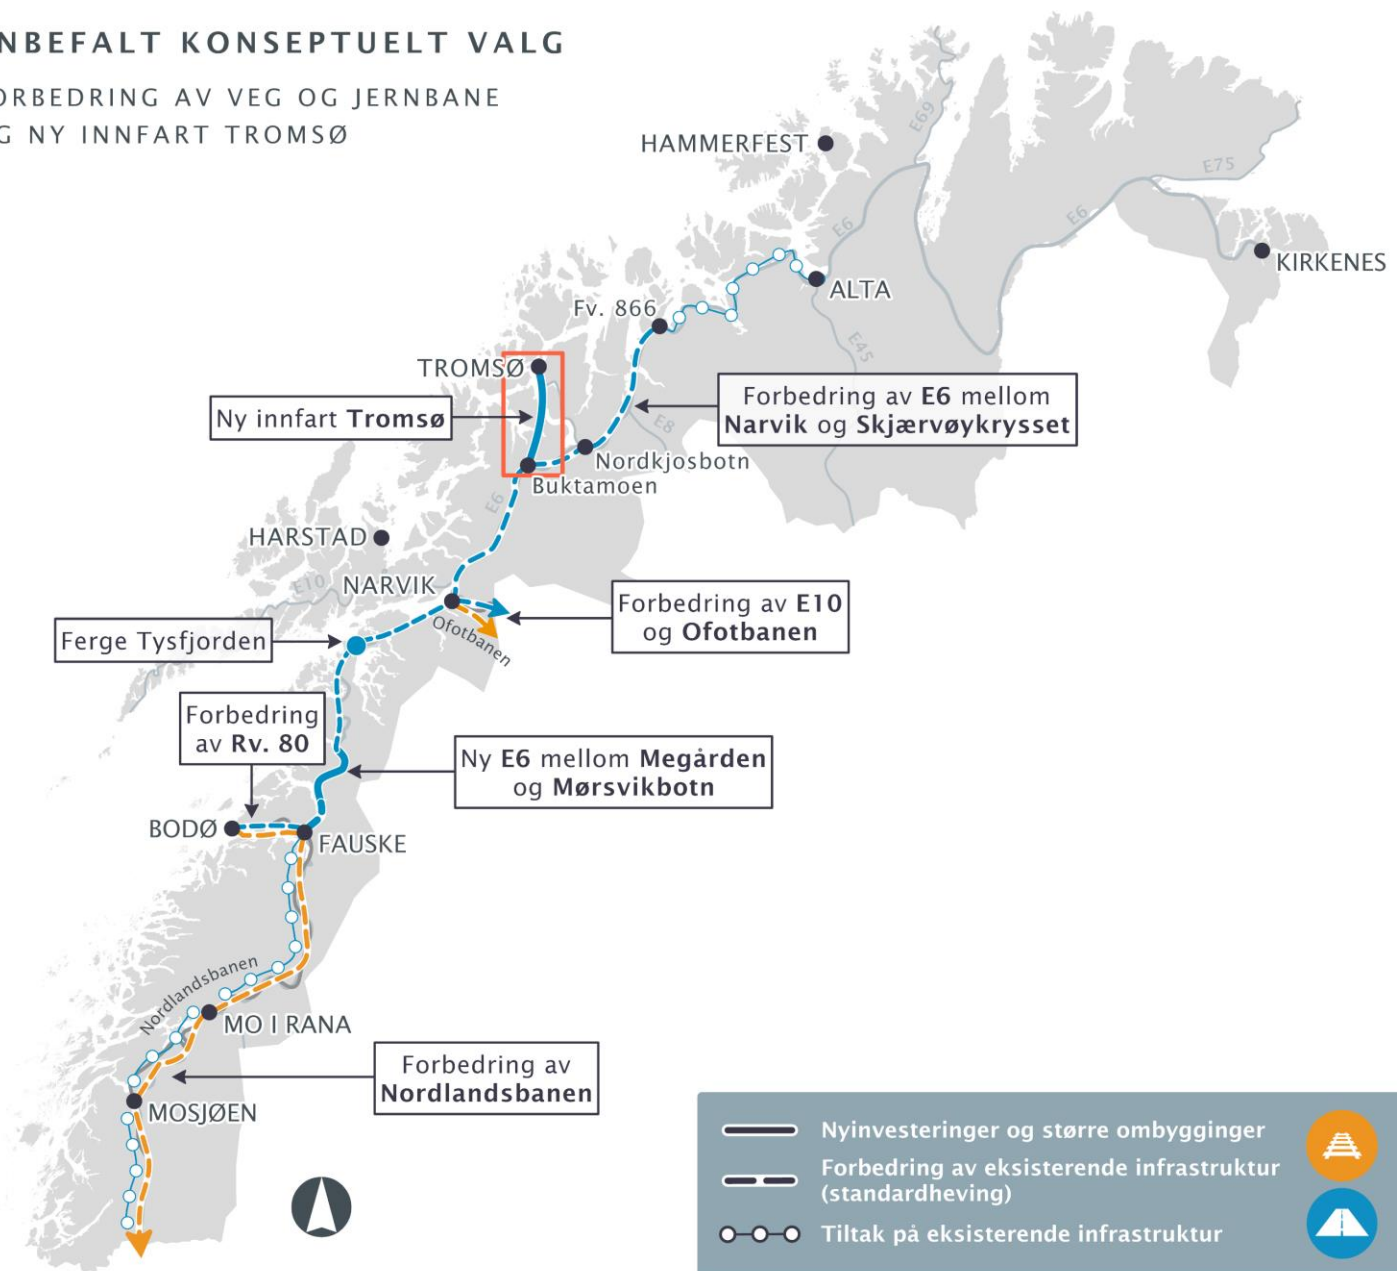 NBEFALT KONSEPTUELT VALG
ORBEDRING AV VEG OG JERNBANE
G NY INNFART TROMSØ
HAMMERFEST
E69
E75
E6
E6
KIRKENES
ALTA
Fv. 866
E45
TROMSØ
Ny innfart Tromsø
Forbedring av E6 mellom
Narvik og Skjærvøykrysset
E8
Nordkjosbotn
Buktamoen
E6
HARSTAD
E10
NARVIK
Forbedring av E10
og Ofotbanen
Ofotbanen
Ferge Tysfjorden
Forbedring
av Rv. 80
Ny E6 mellom Megården
og Mørsvikbotn
BODØ
FAUSKE
Nordlandsbanen
MO I RANA
Forbedring av
Nordlandsbanen
MOSJØEN
Nyinvesteringer og større ombygginger
Forbedring av eksisterende infrastruktur
(standardheving)
Tiltak på eksisterende infrastruktur